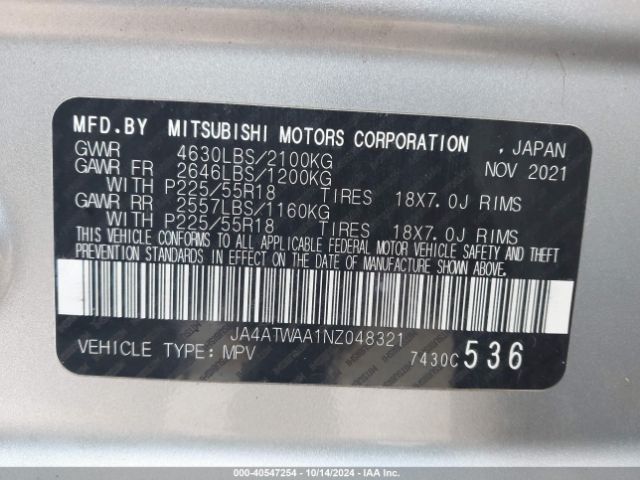 MFD.BY MITSUBISHI MOTORS CORPORATION , JAPAN
GVWR 4630LBS/2100KG NOV 2021
GAWR FR 2646LBS/1200KG
WITH P225/55R18 TIRES 18X7.0J RIMS
GAWR RR 2557LBS/1160KG
WITH P225/55R18 TIRES 18X7.0J RIMS
THIS VEHICLE CONFORMS TO ALL APPLICABLE FEDERAL MOTOR VEHICLE SAFETY AND THEFT
PREVENTION STANDARDS IN EFFECT ON THE DATE OF MANUFACTURE SHOWN ABOVE.
JA4ATWAA1NZ048321
VEHICLE TYPE: MPV 7430C 536
000-40547254 | 10/14/2024 | IAAI.com